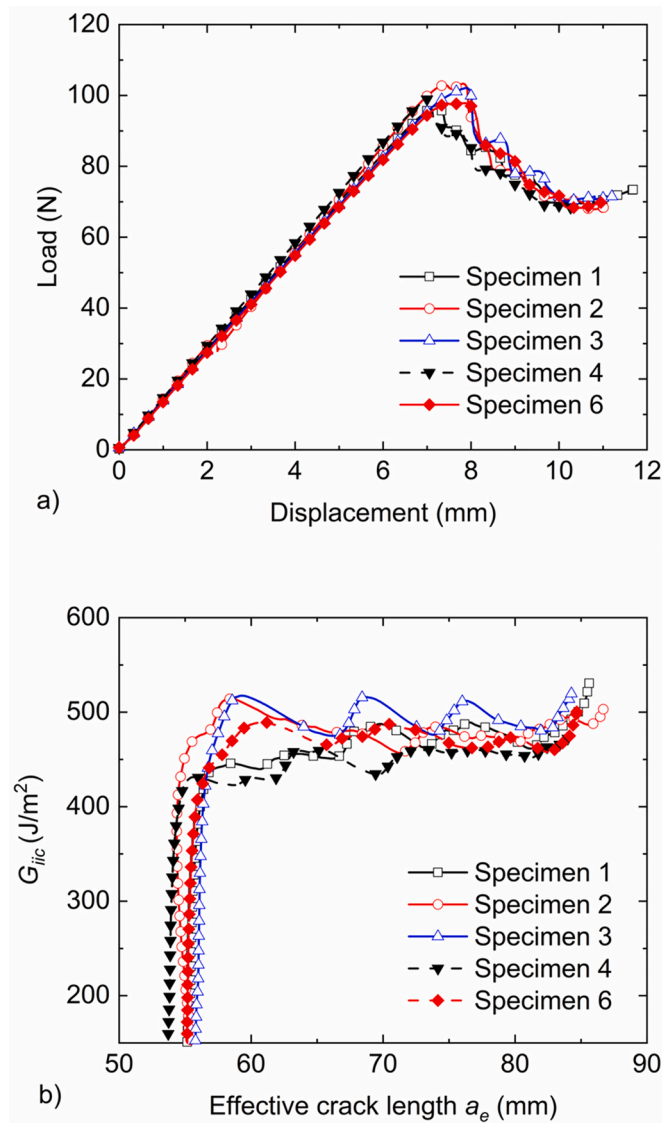 120
100
80
60
40
20
0
Load (N)
Specimen 1
Specimen 2
Specimen 3
Specimen 4
Specimen 6
0 2 4 6 8 10 12
a)
Displacement (mm)
600
500
400
300
200
Giic (J/m²)
Specimen 1
Specimen 2
Specimen 3
Specimen 4
Specimen 6
50 60 70 80 90
b)
Effective crack length ae (mm)